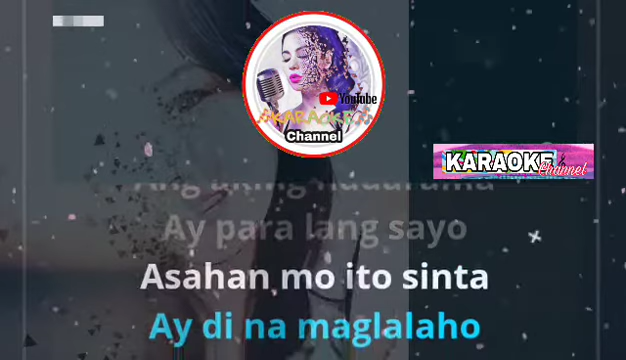 YouTube
KARAOKE
Channel
KARAOKE
Channel
Ang aking nadarama
Ay para lang sayo
Asahan mo ito sinta
Ay di na maglalaho